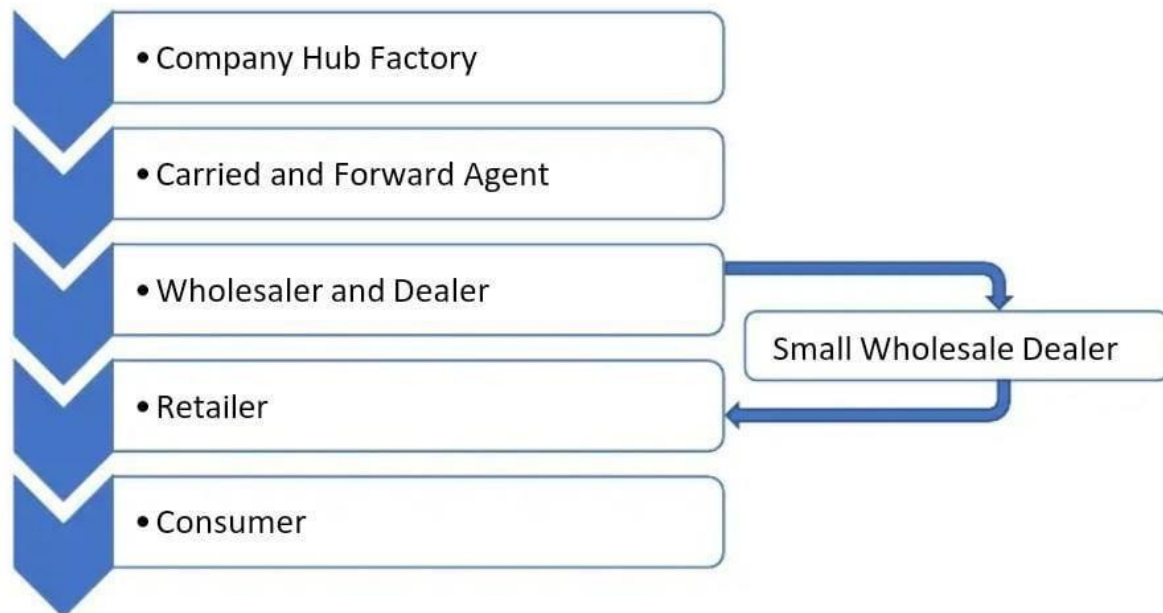 • Company Hub Factory
• Carried and Forward Agent
• Wholesaler and Dealer
Small Wholesale Dealer
• Retailer
• Consumer